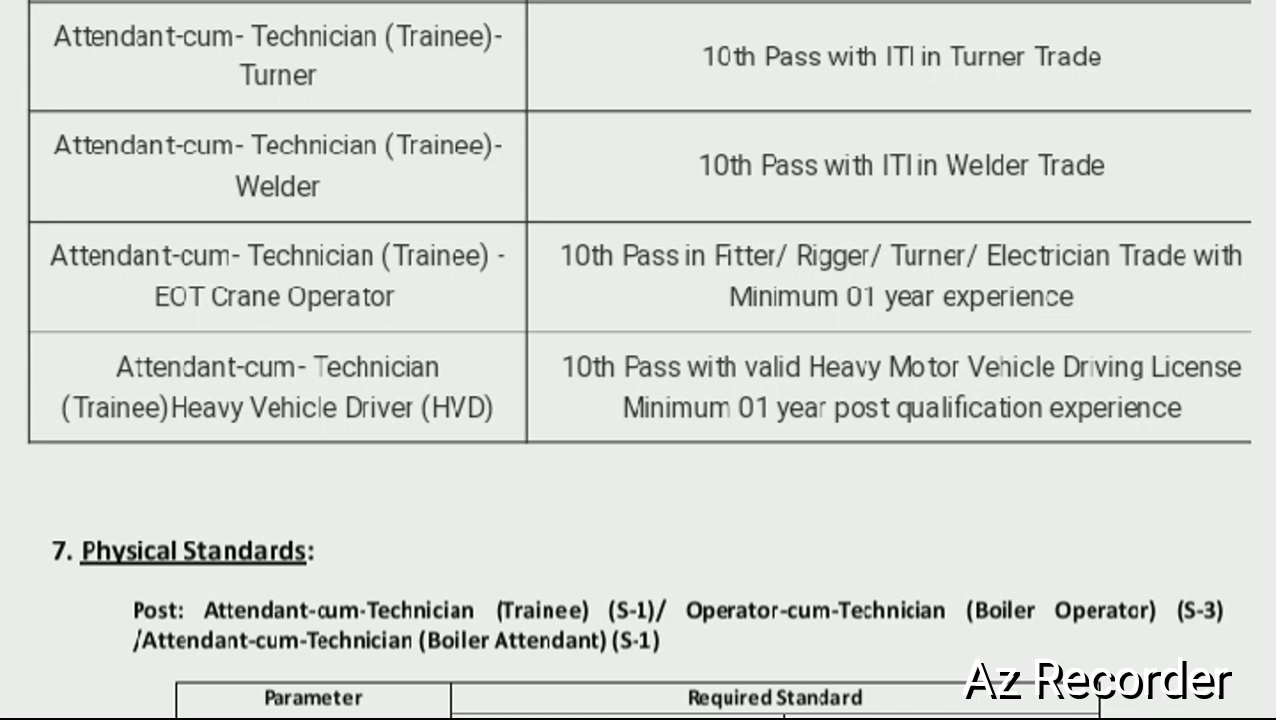 Attendant-cum- Technician (Trainee)-
Turner
10th Pass with ITI in Turner Trade
Attendant-cum- Technician (Trainee)-
Welder
10th Pass with ITI in Welder Trade
Attendant-cum- Technician (Trainee) -
EOT Crane Operator
10th Pass in Fitter/ Rigger/ Turner/ Electrician Trade with
Minimum 01 year experience
Attendant-cum- Technician
(Trainee)Heavy Vehicle Driver (HVD)
10th Pass with valid Heavy Motor Vehicle Driving License
Minimum 01 year post qualification experience
7. Physical Standards:
Post: Attendant-cum-Technician (Trainee) (S-1)/ Operator-cum-Technician (Boiler Operator) (S-3)
/Attendant-cum-Technician (Boiler Attendant) (S-1)
Parameter
Required Standard
Az Recorder